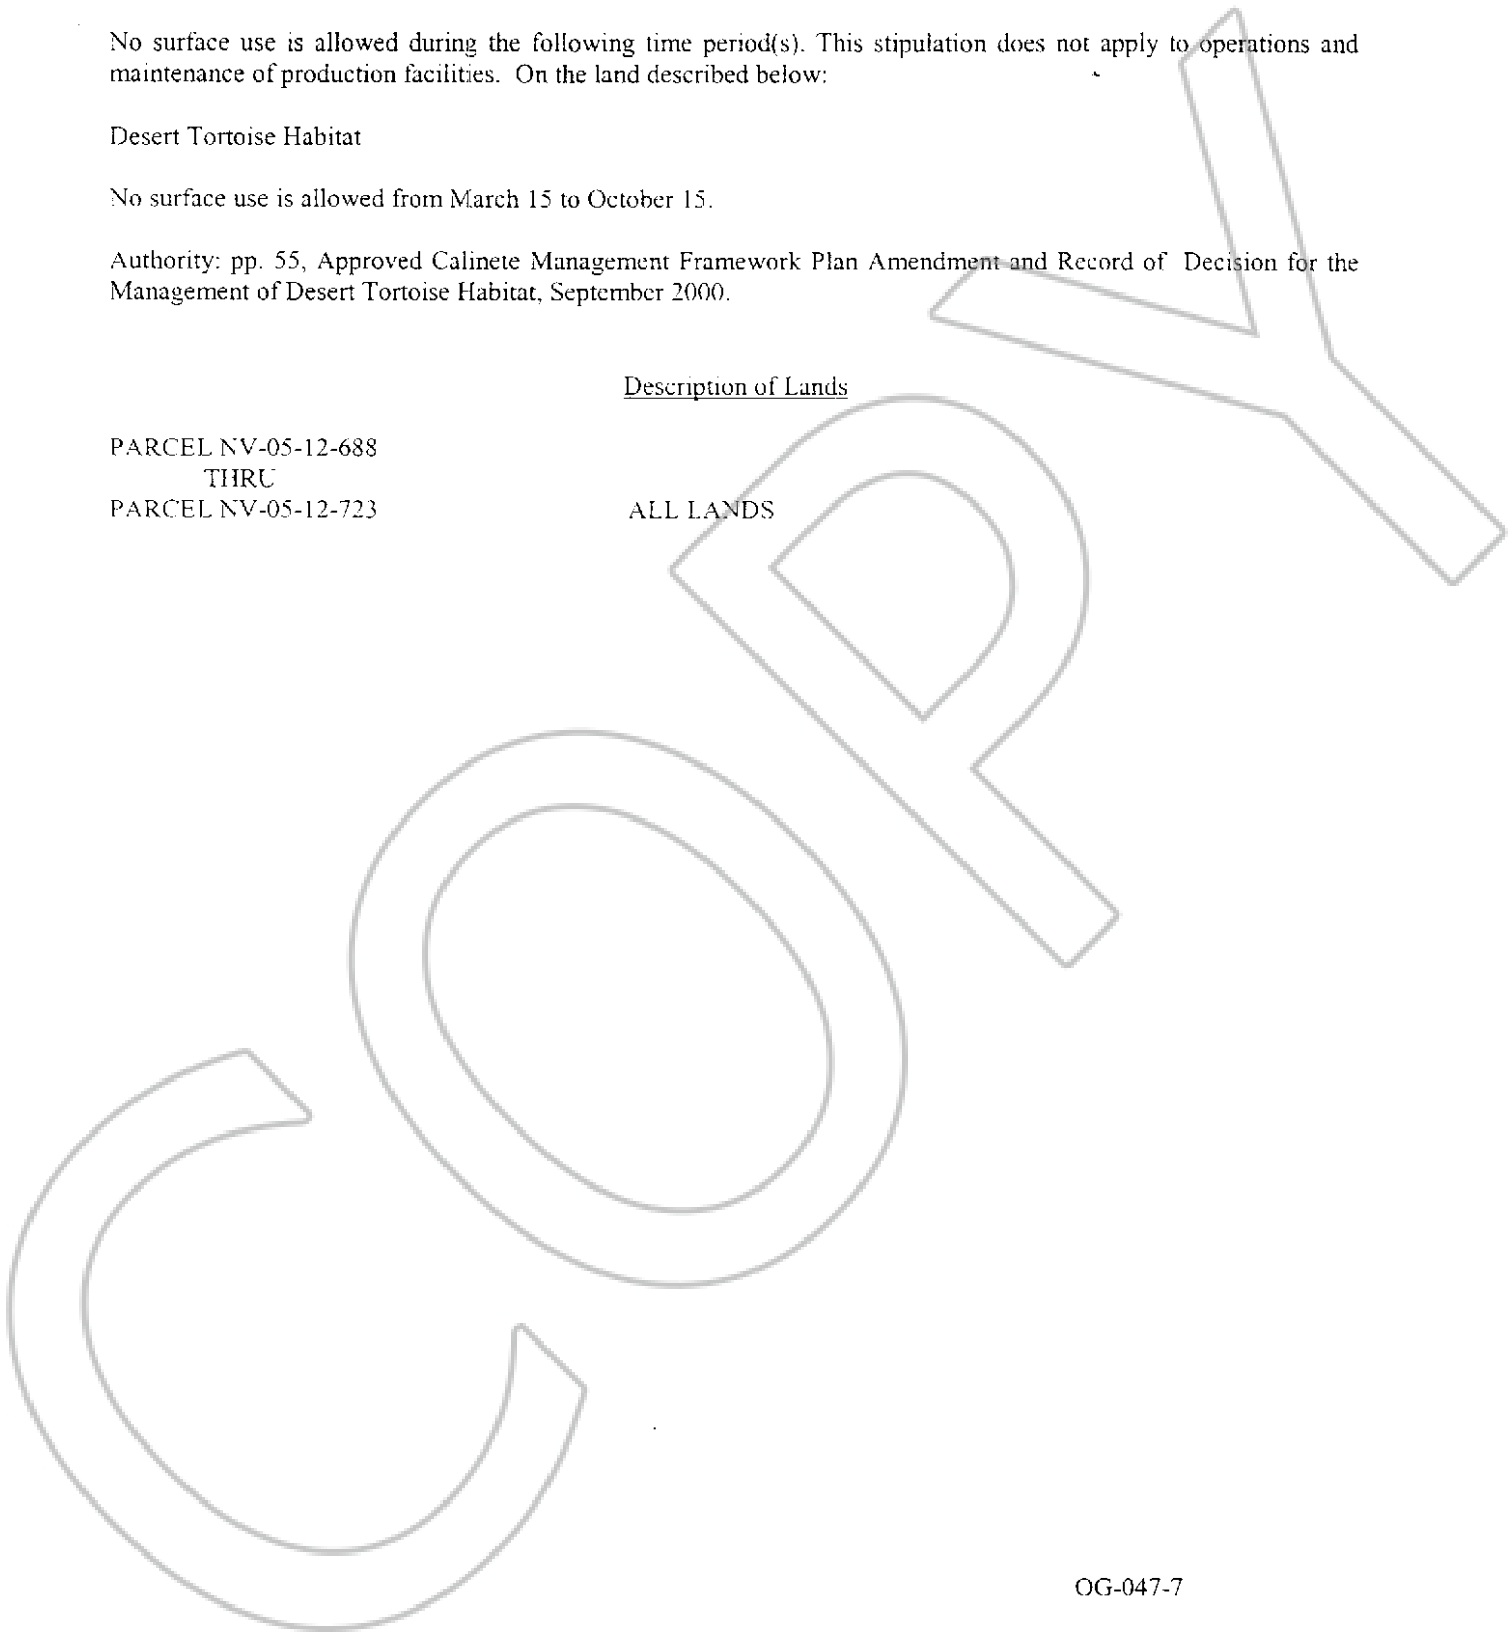 No surface use is allowed during the following time period(s). This stipulation does not apply to operations and
maintenance of production facilities. On the land described below:
Desert Tortoise Habitat
No surface use is allowed from March 15 to October 15.
Authority: pp. 55, Approved Calinete Management Framework Plan Amendment and Record of Decision for the
Management of Desert Tortoise Habitat, September 2000.
Description of Lands
PARCEL NV-05-12-688
THRU
PARCEL NV-05-12-723 ALL LANDS
COPY
OG-047-7